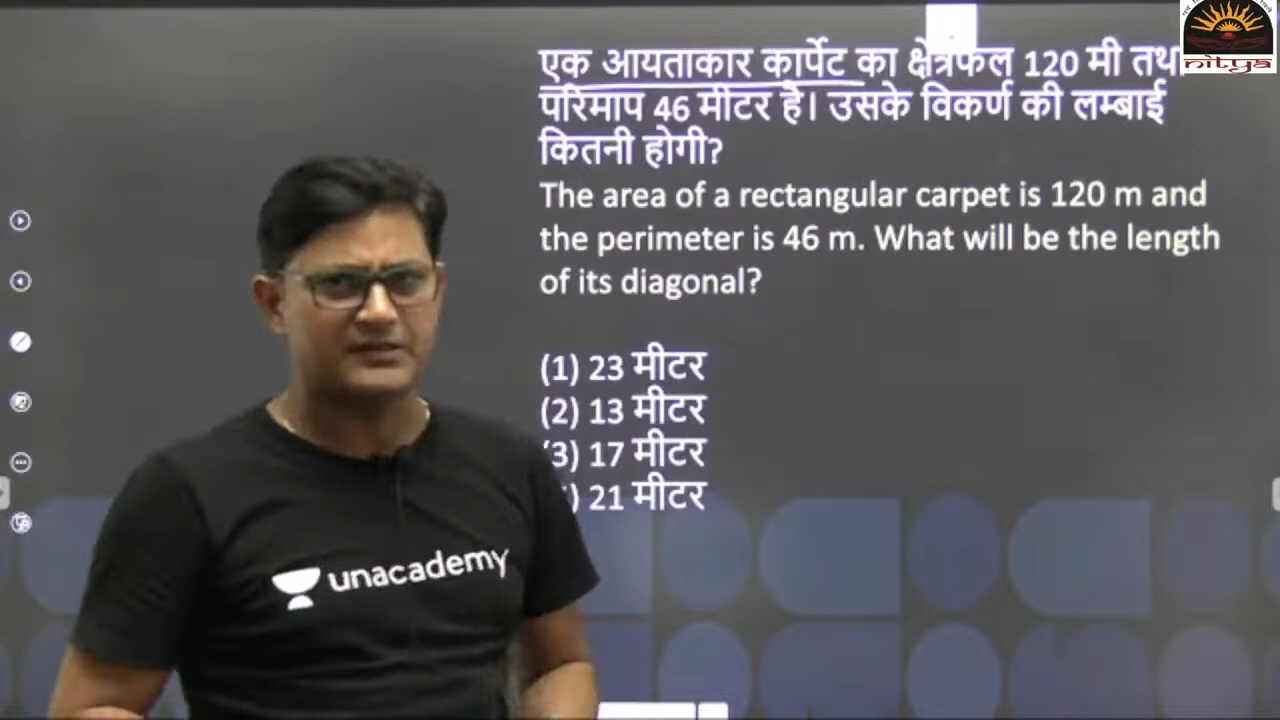 nitya
एक आयताकार कार्पेट का क्षेत्रफल 120 मी तथा
परिमाप 46 मीटर है। उसके विकर्ण की लम्बाई
कितनी होगी?
The area of a rectangular carpet is 120 m and
the perimeter is 46 m. What will be the length
of its diagonal?
(1) 23 मीटर
(2) 13 मीटर
(3) 17 मीटर
) 21 मीटर
unacademy